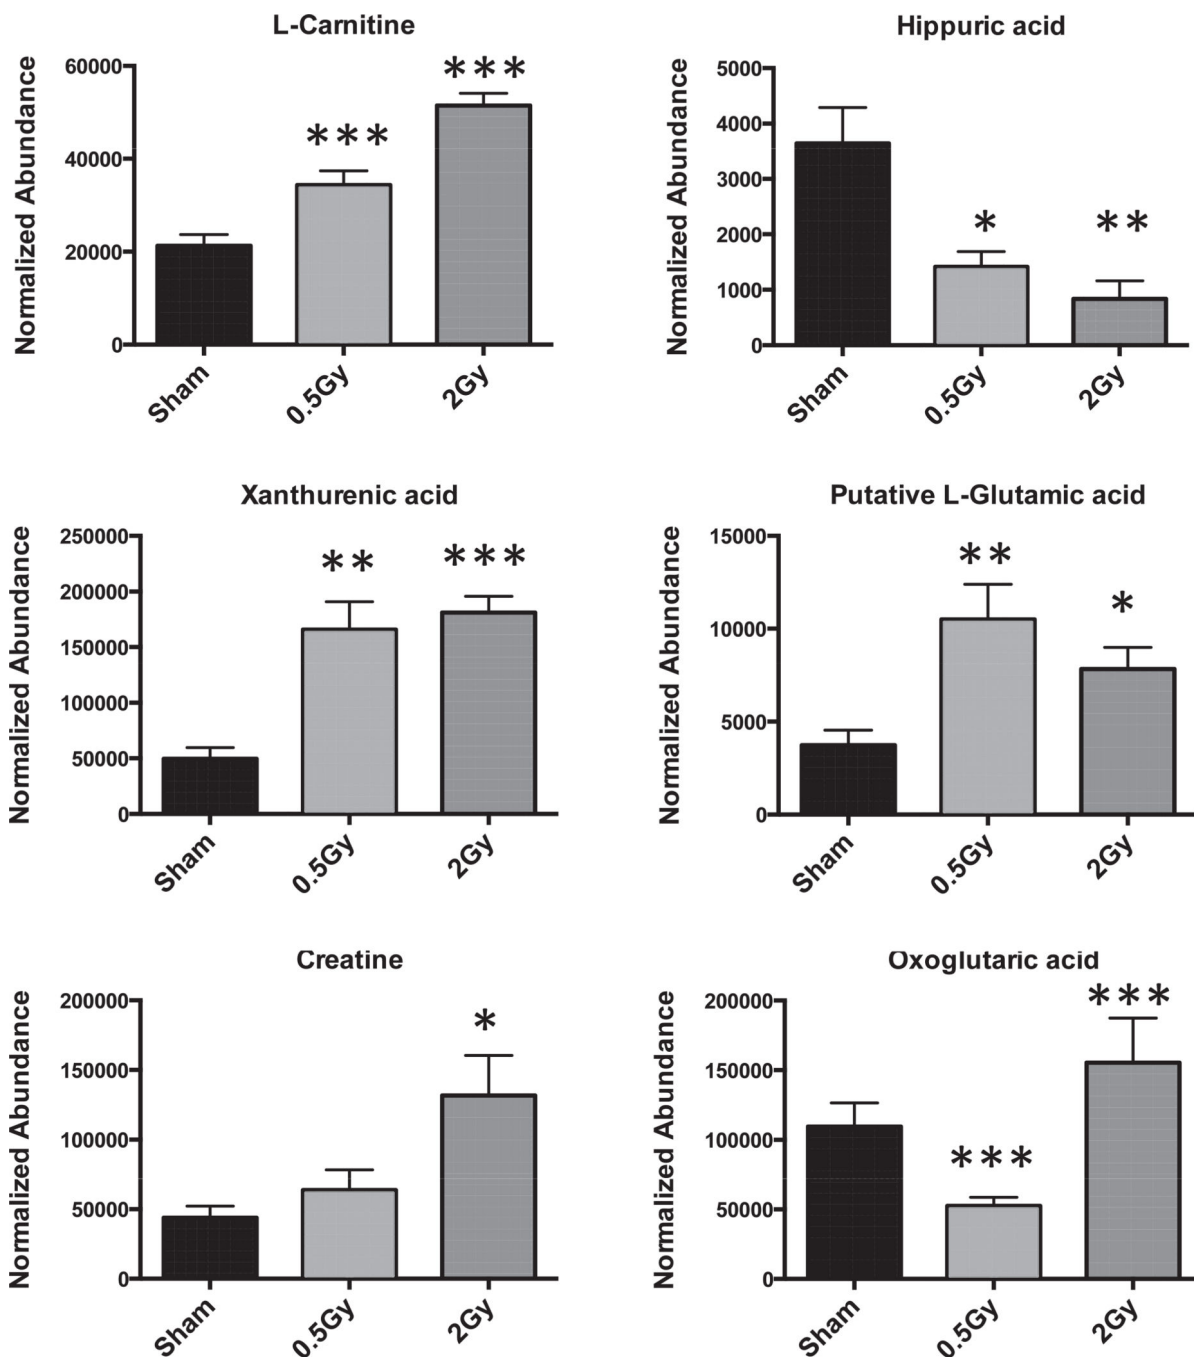 L-Carnitine
Normalized Abundance
60000
***
***
40000
20000
0
Sham
0.5Gy
2Gy
Hippuric acid
Normalized Abundance
5000
4000
3000
2000
*
**
1000
0
Sham
0.5Gy
2Gy
Xanthurenic acid
Normalized Abundance
250000
**
***
200000
150000
100000
50000
0
Sham
0.5Gy
2Gy
Putative L-Glutamic acid
Normalized Abundance
15000
**
*
10000
5000
0
Sham
0.5Gy
2Gy
Creatine
Normalized Abundance
200000
*
150000
100000
50000
0
Sham
0.5Gy
2Gy
Oxoglutaric acid
Normalized Abundance
200000
***
150000
100000
***
50000
0
Sham
0.5Gy
2Gy